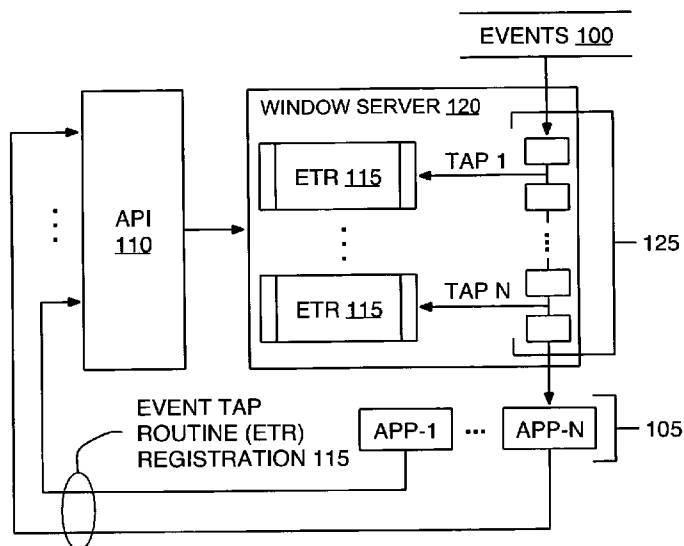 EVENTS 100
WINDOW SERVER 120
TAP 1
ETR 115
API
110
125
TAP N
ETR 115
EVENT TAP
ROUTINE (ETR)
REGISTRATION 115
APP-1 ... APP-N
105